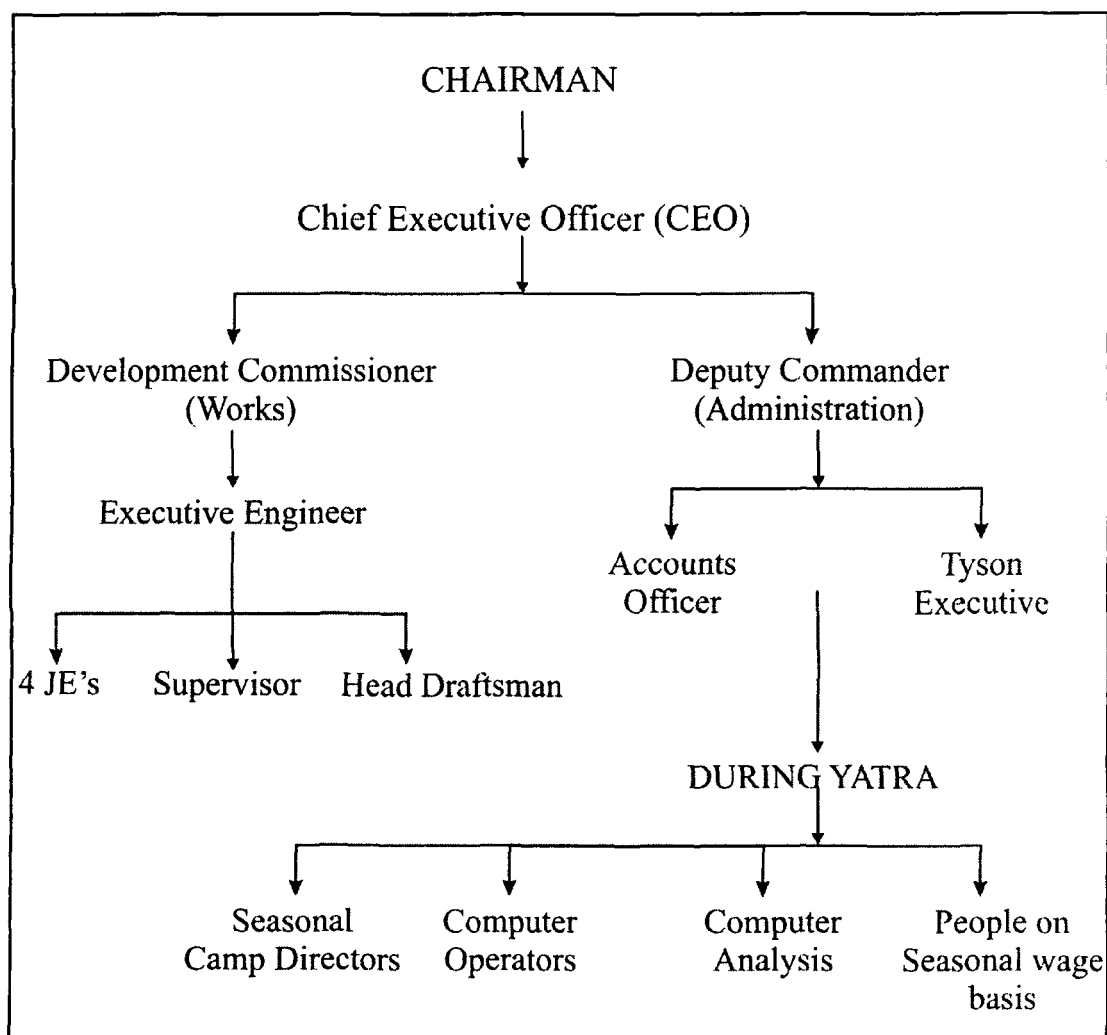 CHAIRMAN
Chief Executive Officer (CEO)
Development Commissioner
(Works)
Deputy Commander
(Administration)
Executive Engineer
Accounts
Officer
Tyson
Executive
4 JE's
Supervisor
Head Draftsman
DURING YATRA
Seasonal
Camp Directors
Computer
Operators
Computer
Analysis
People on
Seasonal wage
basis